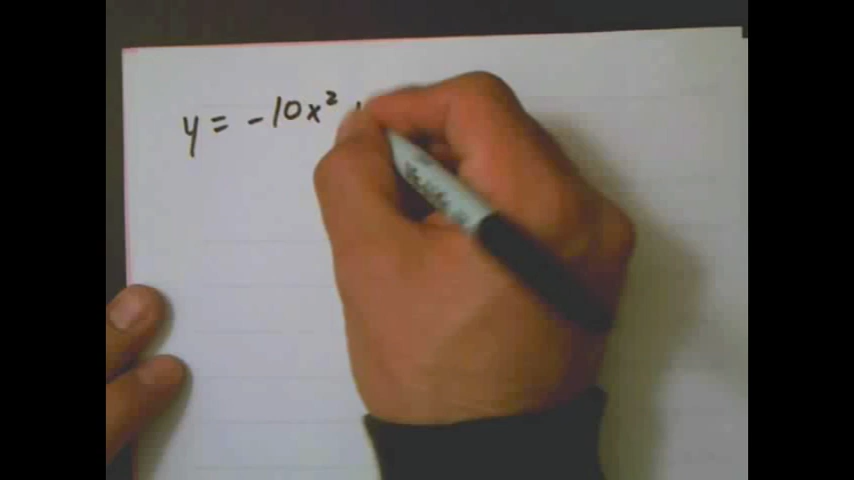 y = -10x²